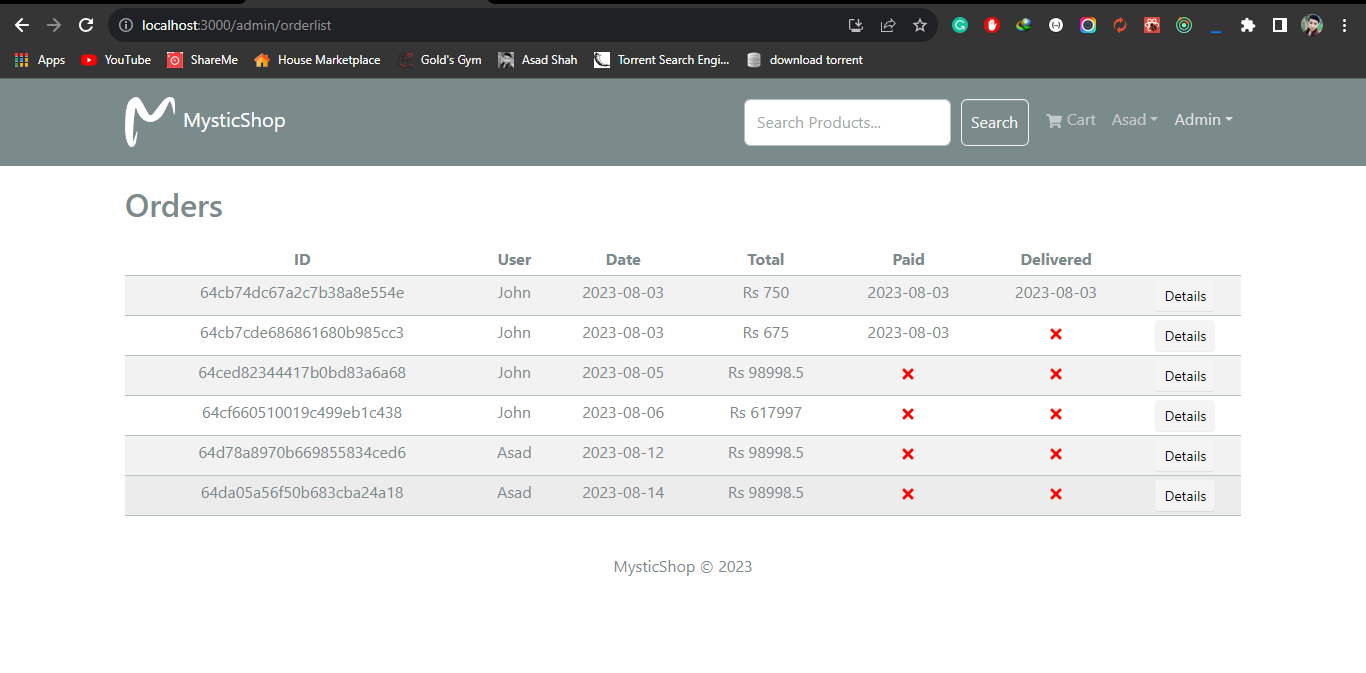 localhost:3000/admin/orderlist
Apps YouTube ShareMe House Marketplace Gold's Gym Asad Shah Torrent Search Engi... download torrent
MysticShop Search Products... Search Cart Asad Admin
Orders
ID User Date Total Paid Delivered
64cb74dc67a2c7b38a8e554e John 2023-08-03 Rs 750 2023-08-03 2023-08-03 Details
64cb7cde686861680b985cc3 John 2023-08-03 Rs 675 2023-08-03 Details
64ced82344417b0bd83a6a68 John 2023-08-05 Rs 98998.5 Details
64cf660510019c499eb1c438 John 2023-08-06 Rs 617997 Details
64d78a8970b669855834ced6 Asad 2023-08-12 Rs 98998.5 Details
64da05a56f50b683cba24a18 Asad 2023-08-14 Rs 98998.5 Details
MysticShop © 2023